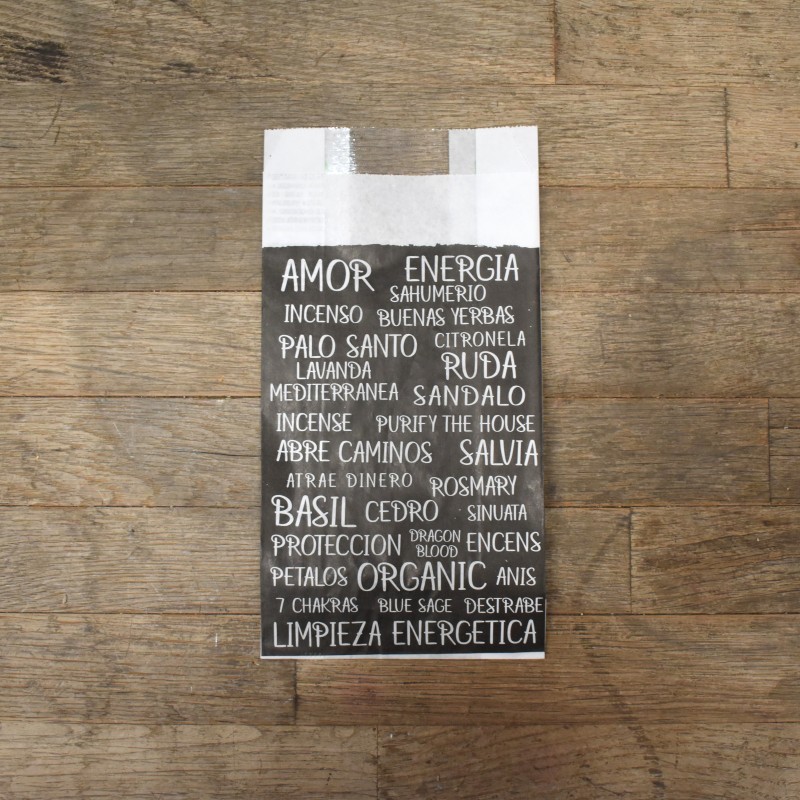 AMOR ENERGIA
SAHUMERIO
INCENSO BUENAS YERBAS
PALO SANTO CITRONELA
LAVANDA RUDA
MEDITERRANEA SANDALO
INCENSE PURIFY THE HOUSE
ABRE CAMINOS SALVIA
ATRAE DINERO ROSMARY
BASIL CEDRO SINUATA
PROTECCION DRAGON BLOOD ENCENS
PETALOS ORGANIC ANIS
7 CHAKRAS BLUE SAGE DESTRABE
LIMPIEZA ENERGETICA